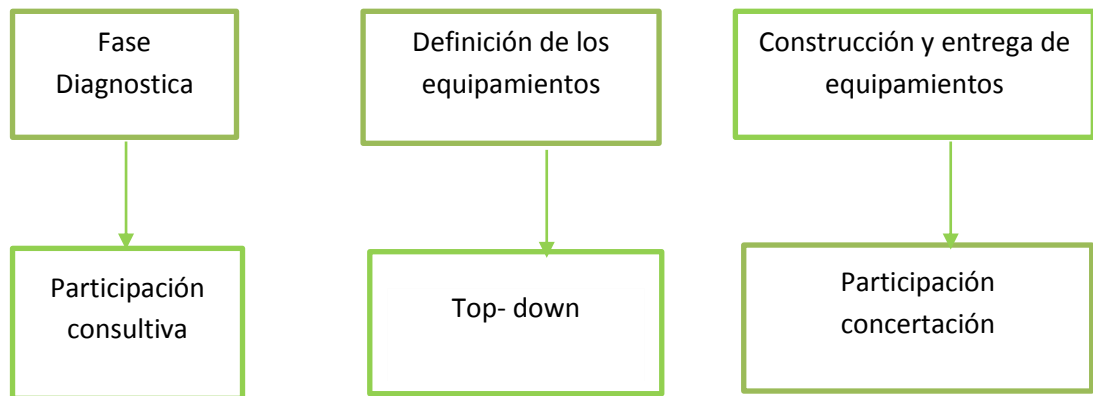 Fase
Diagnostica
Definición de los
equipamientos
Construcción y entrega de
equipamientos
Participación
consultiva
Top- down
Participación
concertación